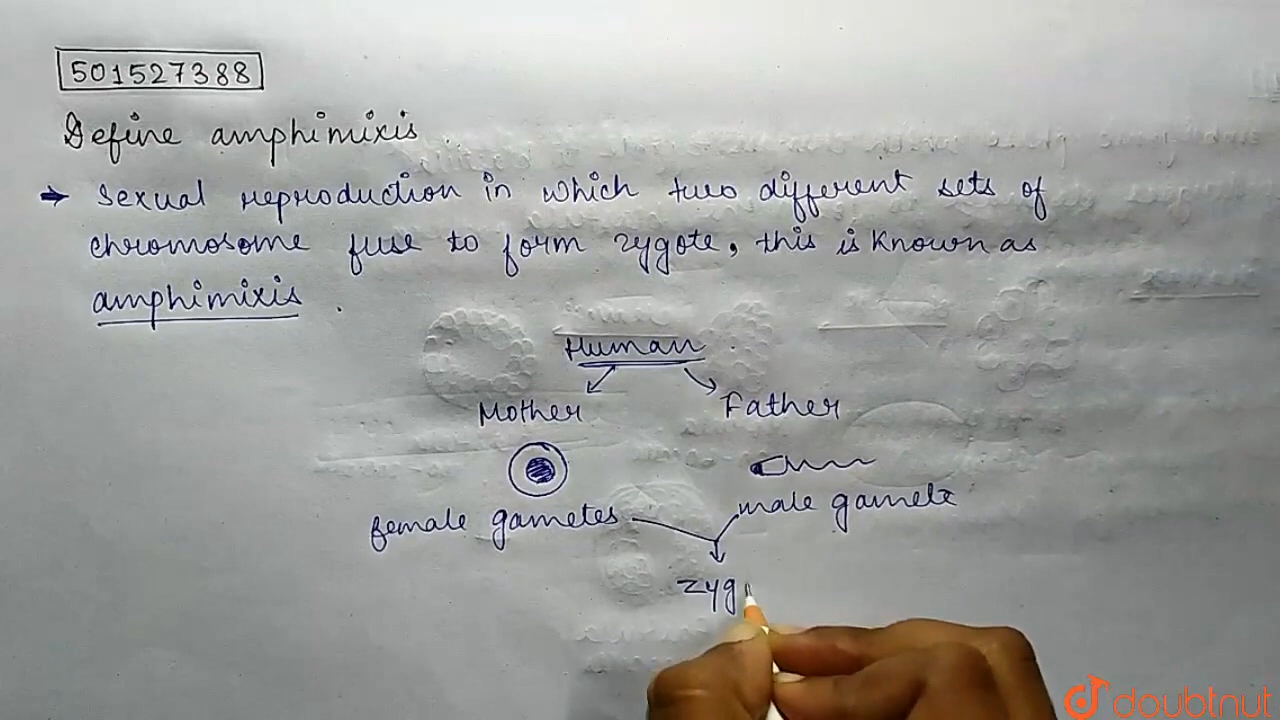 501527388
Define amphimixis
→ Sexual reproduction in which two different sets of
chromosome fuse to form zygote, this is known as
amphimixis.
Human
Mother Father
female gametes male gamete
zyg
doubtnut